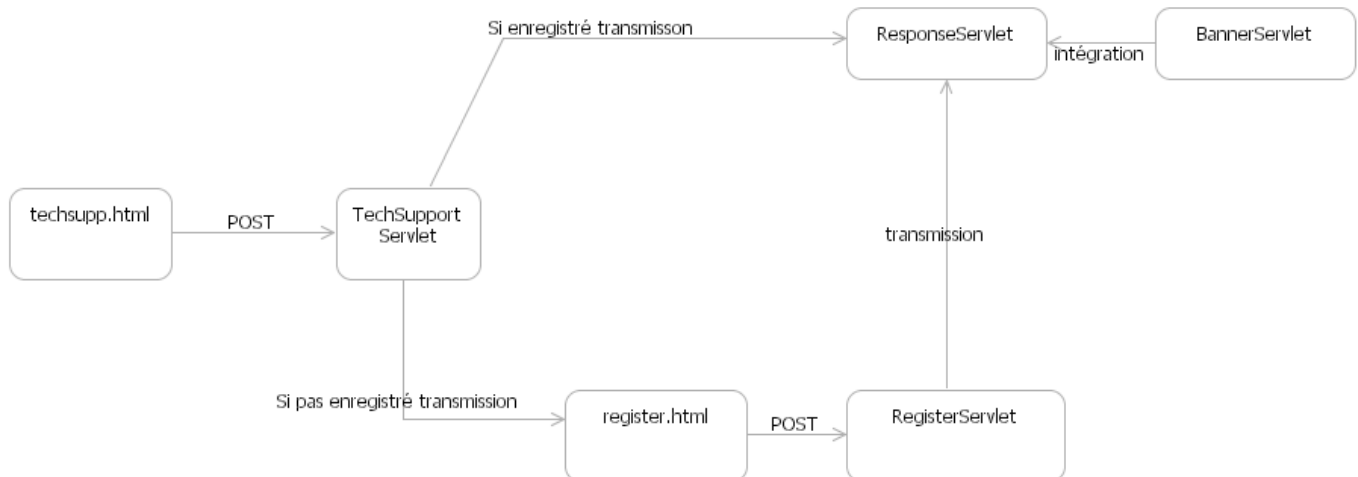 Si enregistré transmisson
ResponseServlet
BannerServlet
intégration
techsupp.html
POST
TechSupport
Servlet
transmission
Si pas enregistré transmission
register.html
POST
RegisterServlet